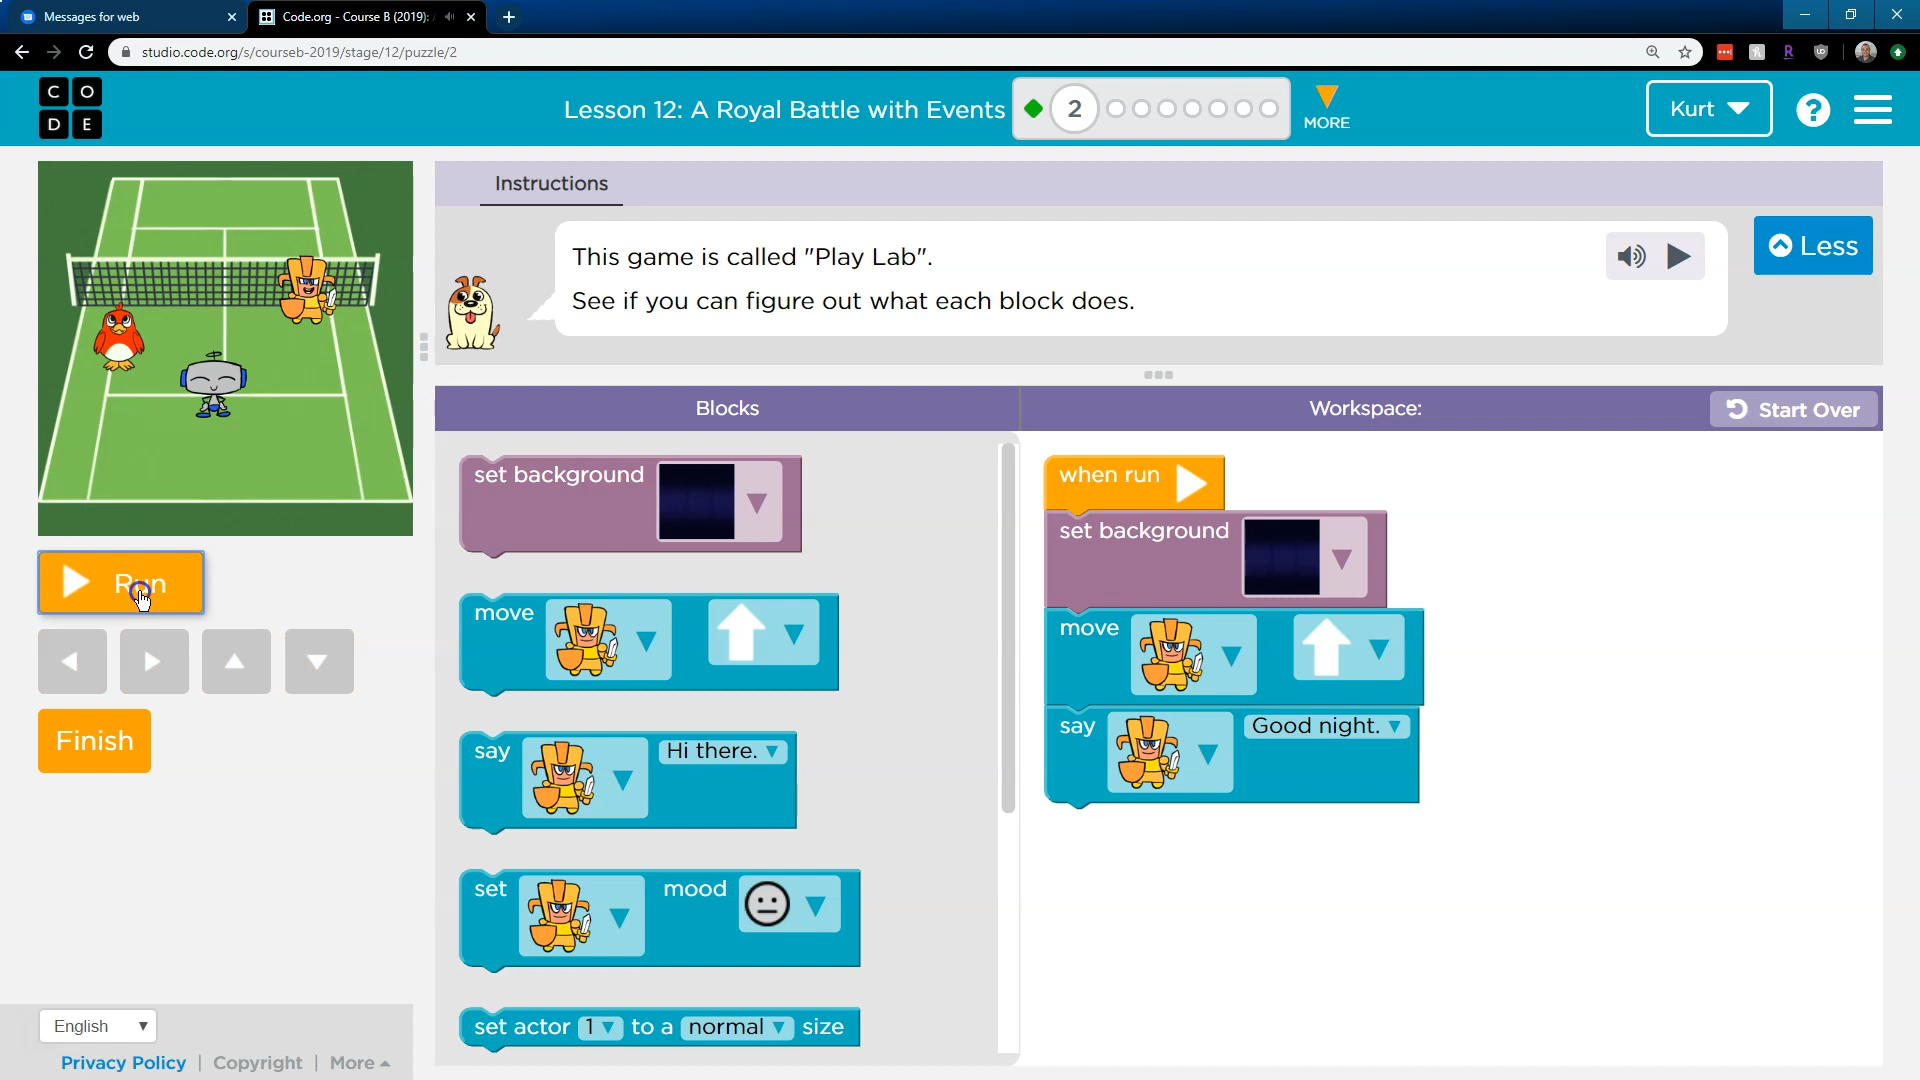 Messages for web
Code.org - Course B (2019):
studio.code.org/s/courseb-2019/stage/12/puzzle/2
C O
D E
Lesson 12: A Royal Battle with Events
2
MORE
Kurt
?
Instructions
This game is called "Play Lab".
See if you can figure out what each block does.
Less
Blocks
Workspace:
Start Over
Run
Finish
set background
move
say Hi there.
set mood
set actor 1 to a normal size
when run
set background
move
say Good night.
English
Privacy Policy | Copyright | More